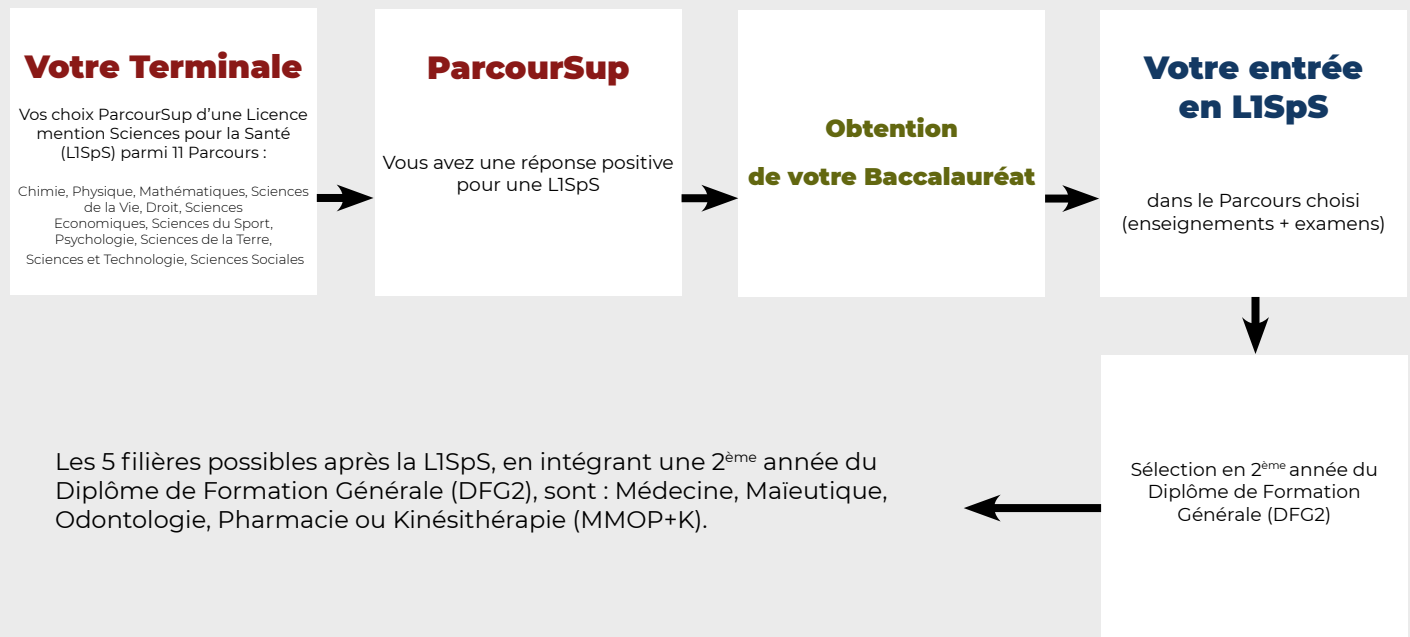 Votre Terminale
Vos choix ParcourSup d'une Licence
mention Sciences pour la Santé
(L1SpS) parmi 11 Parcours :
Chimie, Physique, Mathématiques, Sciences
de la Vie, Droit, Sciences
Economiques, Sciences du Sport,
Psychologie, Sciences de la Terre,
Sciences et Technologie, Sciences Sociales
ParcourSup
Vous avez une réponse positive
pour une L1SpS
Obtention
de votre Baccalauréat
Votre entrée
en L1SpS
dans le Parcours choisi
(enseignements + examens)
Sélection en 2ème année du
Diplôme de Formation
Générale (DFG2)
Les 5 filières possibles après la L1SpS, en intégrant une 2ème année du
Diplôme de Formation Générale (DFG2), sont : Médecine, Maïeutique,
Odontologie, Pharmacie ou Kinésithérapie (MMOP+K).